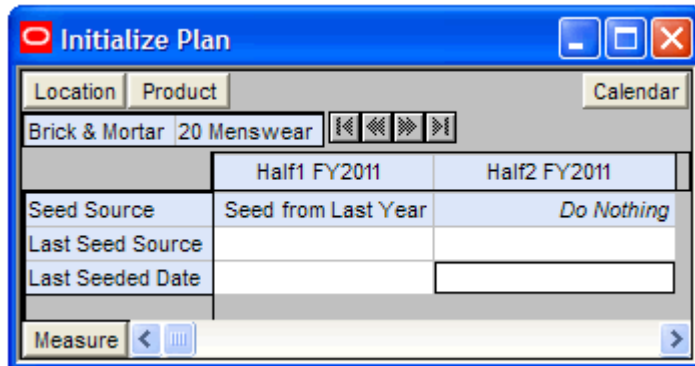 Initialize Plan
Location Product Calendar
Brick & Mortar 20 Menswear
Half1 FY2011 Half2 FY2011
Seed Source Seed from Last Year Do Nothing
Last Seed Source
Last Seeded Date
Measure